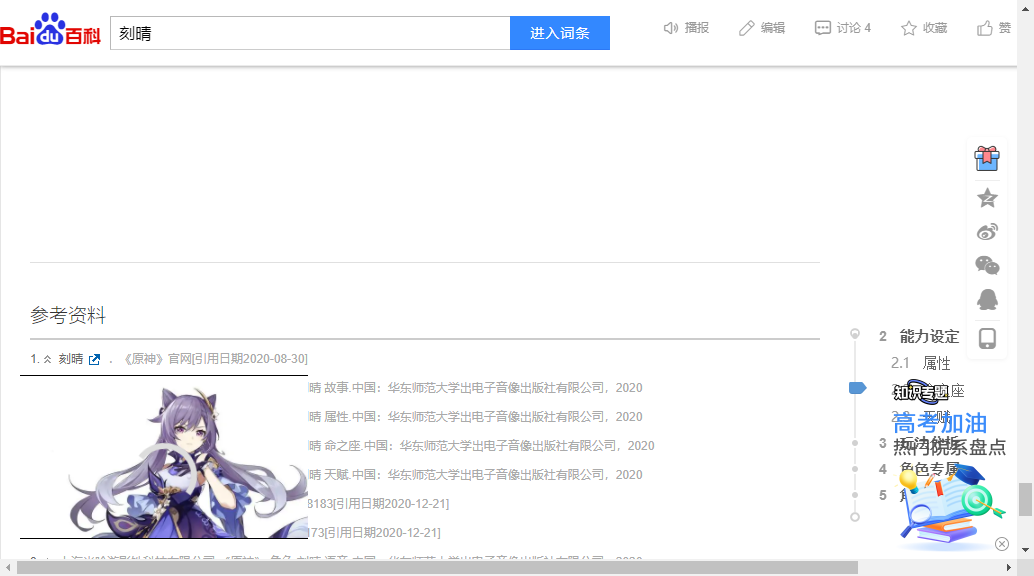 Bai du 百科
刻晴
进入词条
播报
编辑
讨论 4
收藏
赞
参考资料
1. 刻晴 . 《原神》官网[引用日期2020-08-30]
晴 故事.中国：华东师范大学出电子音像出版社有限公司，2020
晴 属性.中国：华东师范大学出电子音像出版社有限公司，2020
晴 命之座.中国：华东师范大学出电子音像出版社有限公司，2020
晴 天赋.中国：华东师范大学出电子音像出版社有限公司，2020
8183[引用日期2020-12-21]
173[引用日期2020-12-21]
2 能力设定
2.1 属性
知识专题
高考加油
热门院系盘点
3
4 角色专属
5